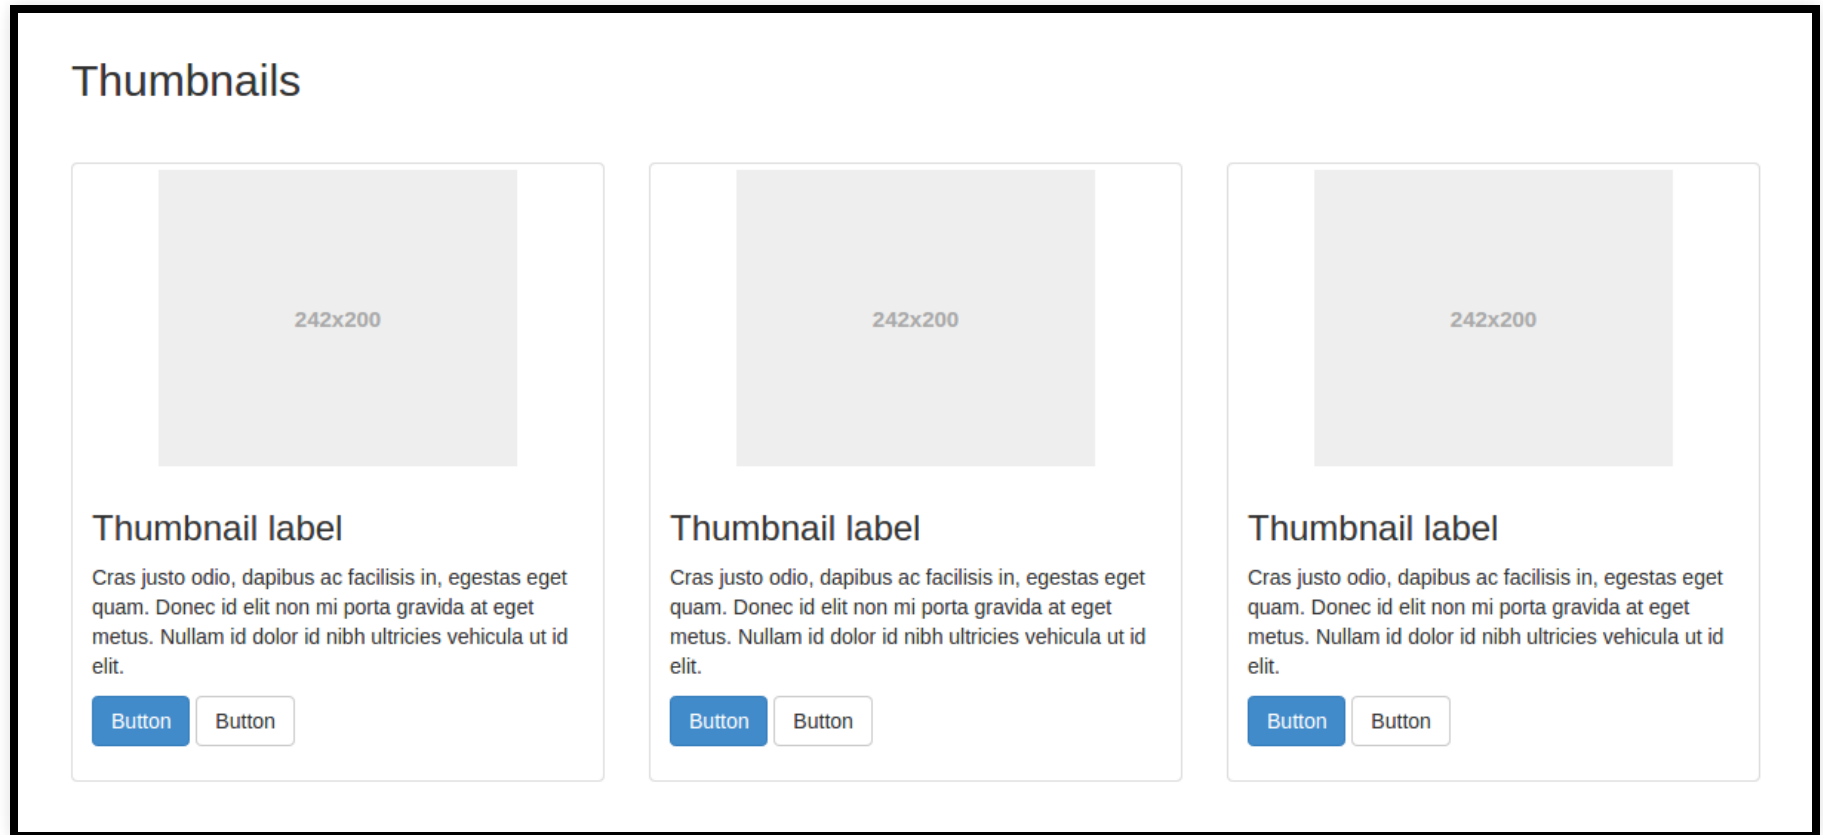 Thumbnails
242x200
Thumbnail label
Cras justo odio, dapibus ac facilisis in, egestas eget
quam. Donec id elit non mi porta gravida at eget
metus. Nullam id dolor id nibh ultricies vehicula ut id
elit.
Button Button
242x200
Thumbnail label
Cras justo odio, dapibus ac facilisis in, egestas eget
quam. Donec id elit non mi porta gravida at eget
metus. Nullam id dolor id nibh ultricies vehicula ut id
elit.
Button Button
242x200
Thumbnail label
Cras justo odio, dapibus ac facilisis in, egestas eget
quam. Donec id elit non mi porta gravida at eget
metus. Nullam id dolor id nibh ultricies vehicula ut id
elit.
Button Button